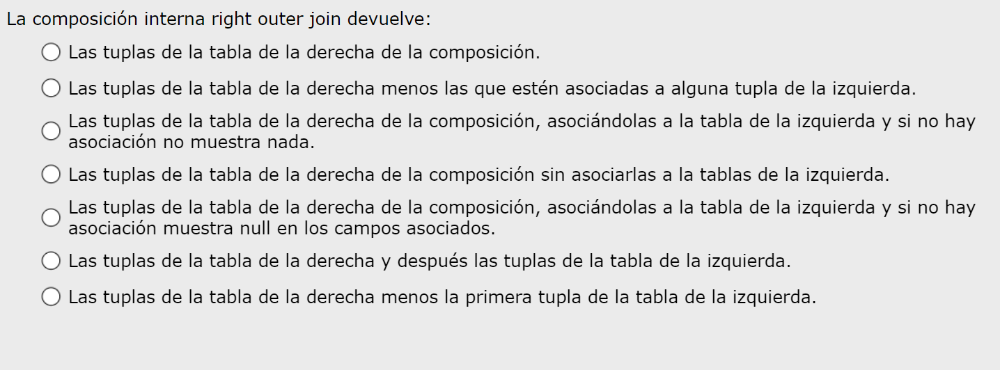 La composición interna right outer join devuelve:
Las tuplas de la tabla de la derecha de la composición.
Las tuplas de la tabla de la derecha menos las que estén asociadas a alguna tupla de la izquierda.
Las tuplas de la tabla de la derecha de la composición, asociándolas a la tabla de la izquierda y si no hay
asociación no muestra nada.
Las tuplas de la tabla de la derecha de la composición sin asociarlas a la tablas de la izquierda.
Las tuplas de la tabla de la derecha de la composición, asociándolas a la tabla de la izquierda y si no hay
asociación muestra null en los campos asociados.
Las tuplas de la tabla de la derecha y después las tuplas de la tabla de la izquierda.
Las tuplas de la tabla de la derecha menos la primera tupla de la tabla de la izquierda.